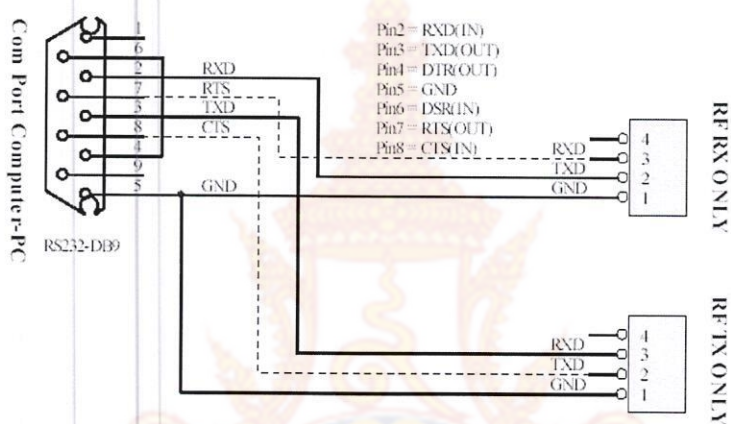 Com Port Computer-PC
1
6
2
7
3
8
4
9
5
RS232-DB9
RXD
RTS
TXD
CTS
GND
Pin2 = RXD(IN)
Pin3 = TXD(OUT)
Pin4 = DTR(OUT)
Pin5 = GND
Pin6 = DSR(IN)
Pin7 = RTS(OUT)
Pin8 = CTS(IN)
RXD
TXD
GND
4
3
2
1
RF RX ONLY
RXD
TXD
GND
4
3
2
1
RF TX ONLY